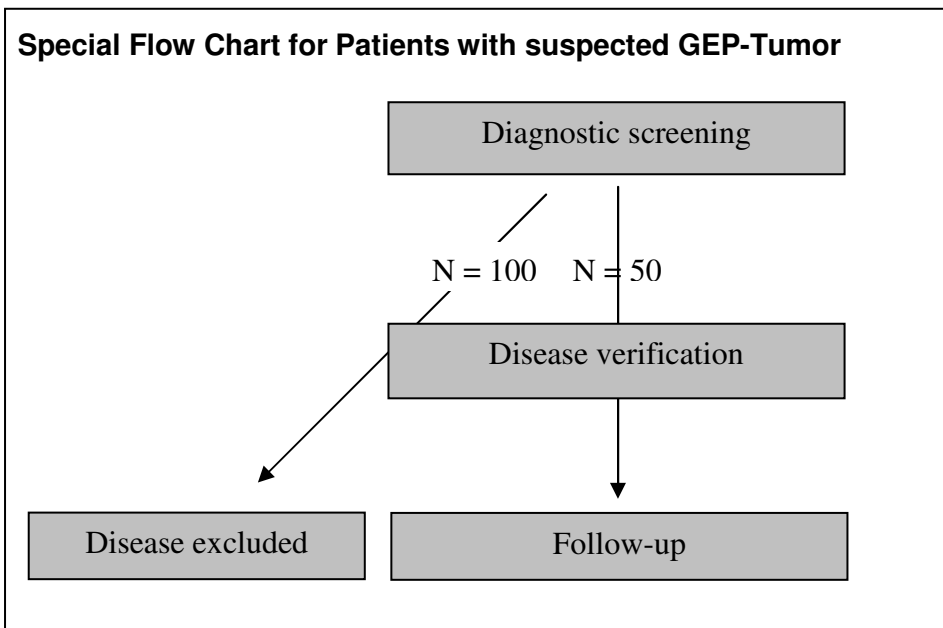 Special Flow Chart for Patients with suspected GEP-Tumor
Diagnostic screening
N = 100 N = 50
Disease verification
Disease excluded
Follow-up